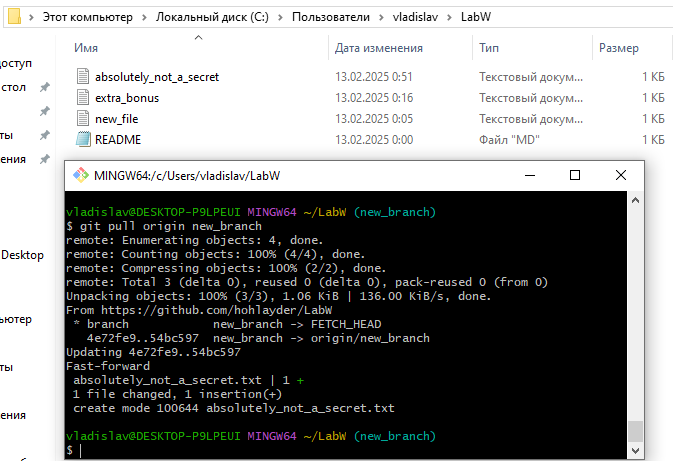 Этот компьютер > Локальный диск (C:) > Пользователи > vladislav > LabW
Имя Дата изменения Тип Размер
absolutely_not_a_secret 13.02.2025 0:51 Текстовый докум... 1 КБ
extra_bonus 13.02.2025 0:16 Текстовый докум... 1 КБ
new_file 13.02.2025 0:05 Текстовый докум... 1 КБ
README 13.02.2025 0:00 Файл "MD" 1 КБ
оступ
стол
ты
ения
Desktop
ьютер
ты
ения
MINGW64:/c/Users/vladislav/LabW
vladislav@DESKTOP-P9LPEUI MINGW64 ~/LabW (new_branch)
$ git pull origin new_branch
remote: Enumerating objects: 4, done.
remote: Counting objects: 100% (4/4), done.
remote: Compressing objects: 100% (2/2), done.
remote: Total 3 (delta 0), reused 0 (delta 0), pack-reused 0 (from 0)
Unpacking objects: 100% (3/3), 1.06 KiB | 136.00 KiB/s, done.
From https://github.com/hohlayder/LabW
* branch new_branch -> FETCH_HEAD
4e72fe9..54bc597 new_branch -> origin/new_branch
Updating 4e72fe9..54bc597
Fast-forward
absolutely_not_a_secret.txt | 1 +
1 file changed, 1 insertion(+)
create mode 100644 absolutely_not_a_secret.txt
vladislav@DESKTOP-P9LPEUI MINGW64 ~/LabW (new_branch)
$